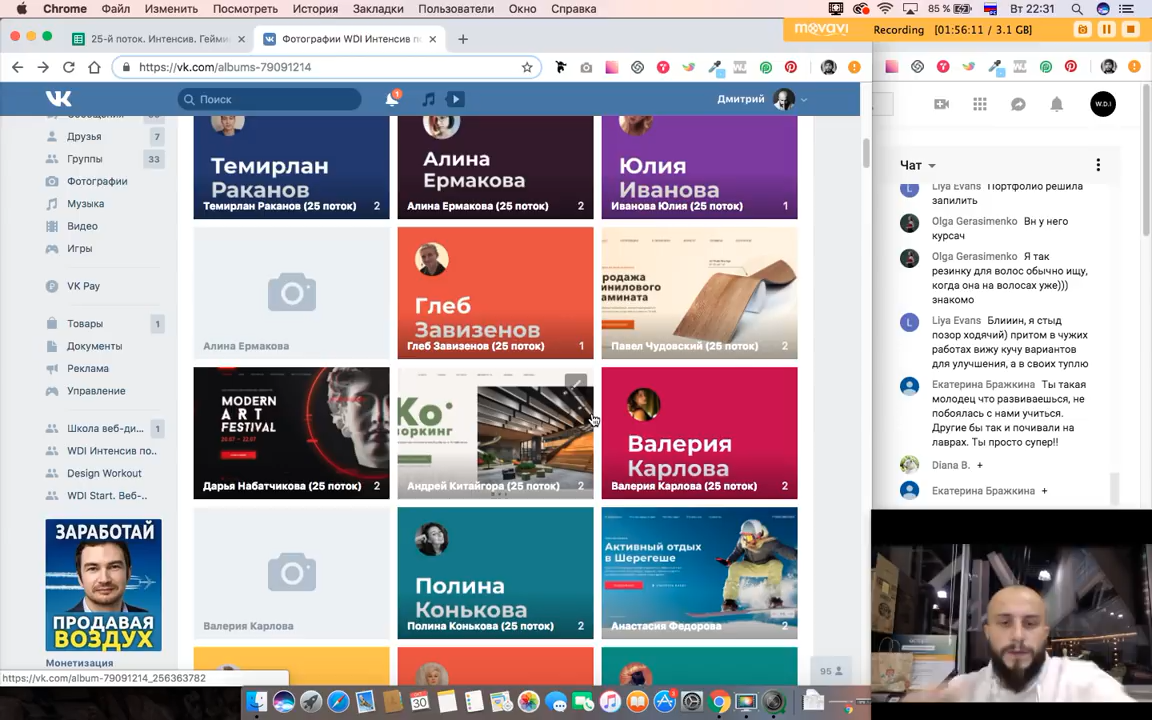 Chrome Файл Изменить Посмотреть История Закладки Пользователи Окно Справка
85 % Вт 22:31
25-й поток. Интенсив. Гейми
Фотографии WDI Интенсив по
movavi Recording [01:56:11 / 3.1 GB]
https://vk.com/albums-79091214
Поиск
Дмитрий
1
W.D.I
Друзья 7
Группы 33
Фотографии
Музыка
Видео
Игры
VK Pay
Товары 1
Документы
Реклама
Управление
Школа веб-ди... 1
WDI Интенсив по..
Design Workout
WDI Start. Веб-..
ЗАРАБОТАЙ
ПРОДАВАЯ
ВОЗДУХ
Монетизация
https://vk.com/album-79091214_256363782
Темирлан
Раканов
Темирлан Раканов (25 поток) 2
Алина
Ермакова
Алина Ермакова (25 поток) 2
Юлия
Иванова
Иванова Юлия (25 поток) 1
Алина Ермакова
Глеб
Завизенов
Глеб Завизенов (25 поток) 1
Павел Чудовский (25 поток) 2
MODERN
ART
FESTIVAL
20.07 - 22.07
Дарья Набатчикова (25 поток) 2
Ко
воркинг
Андрей Китайгора (25 поток) 2
Валерия
Карлова
Валерия Карлова (25 поток) 2
Валерия Карлова
Полина
Конькова
Полина Конькова (25 поток) 2
Активный отдых
в Шерегеше
Анастасия Федорова 2
95
Чат
Liya Evans Портфолио решила
запилить
Olga Gerasimenko Вн у него
курсач
Olga Gerasimenko Я так
резинку для волос обычно ищу,
когда она на волосах уже)))
знакомо
Liya Evans Блииин, я стыд
позор ходячий) притом в чужих
работах вижу кучу вариантов
для улучшения, а в своих туплю
Екатерина Бражкина Ты такая
молодец что развиваешься, не
побоялась с нами учиться.
Другие бы так и почивали на
лаврах. Ты просто супер!!
Diana B. +
Екатерина Бражкина +